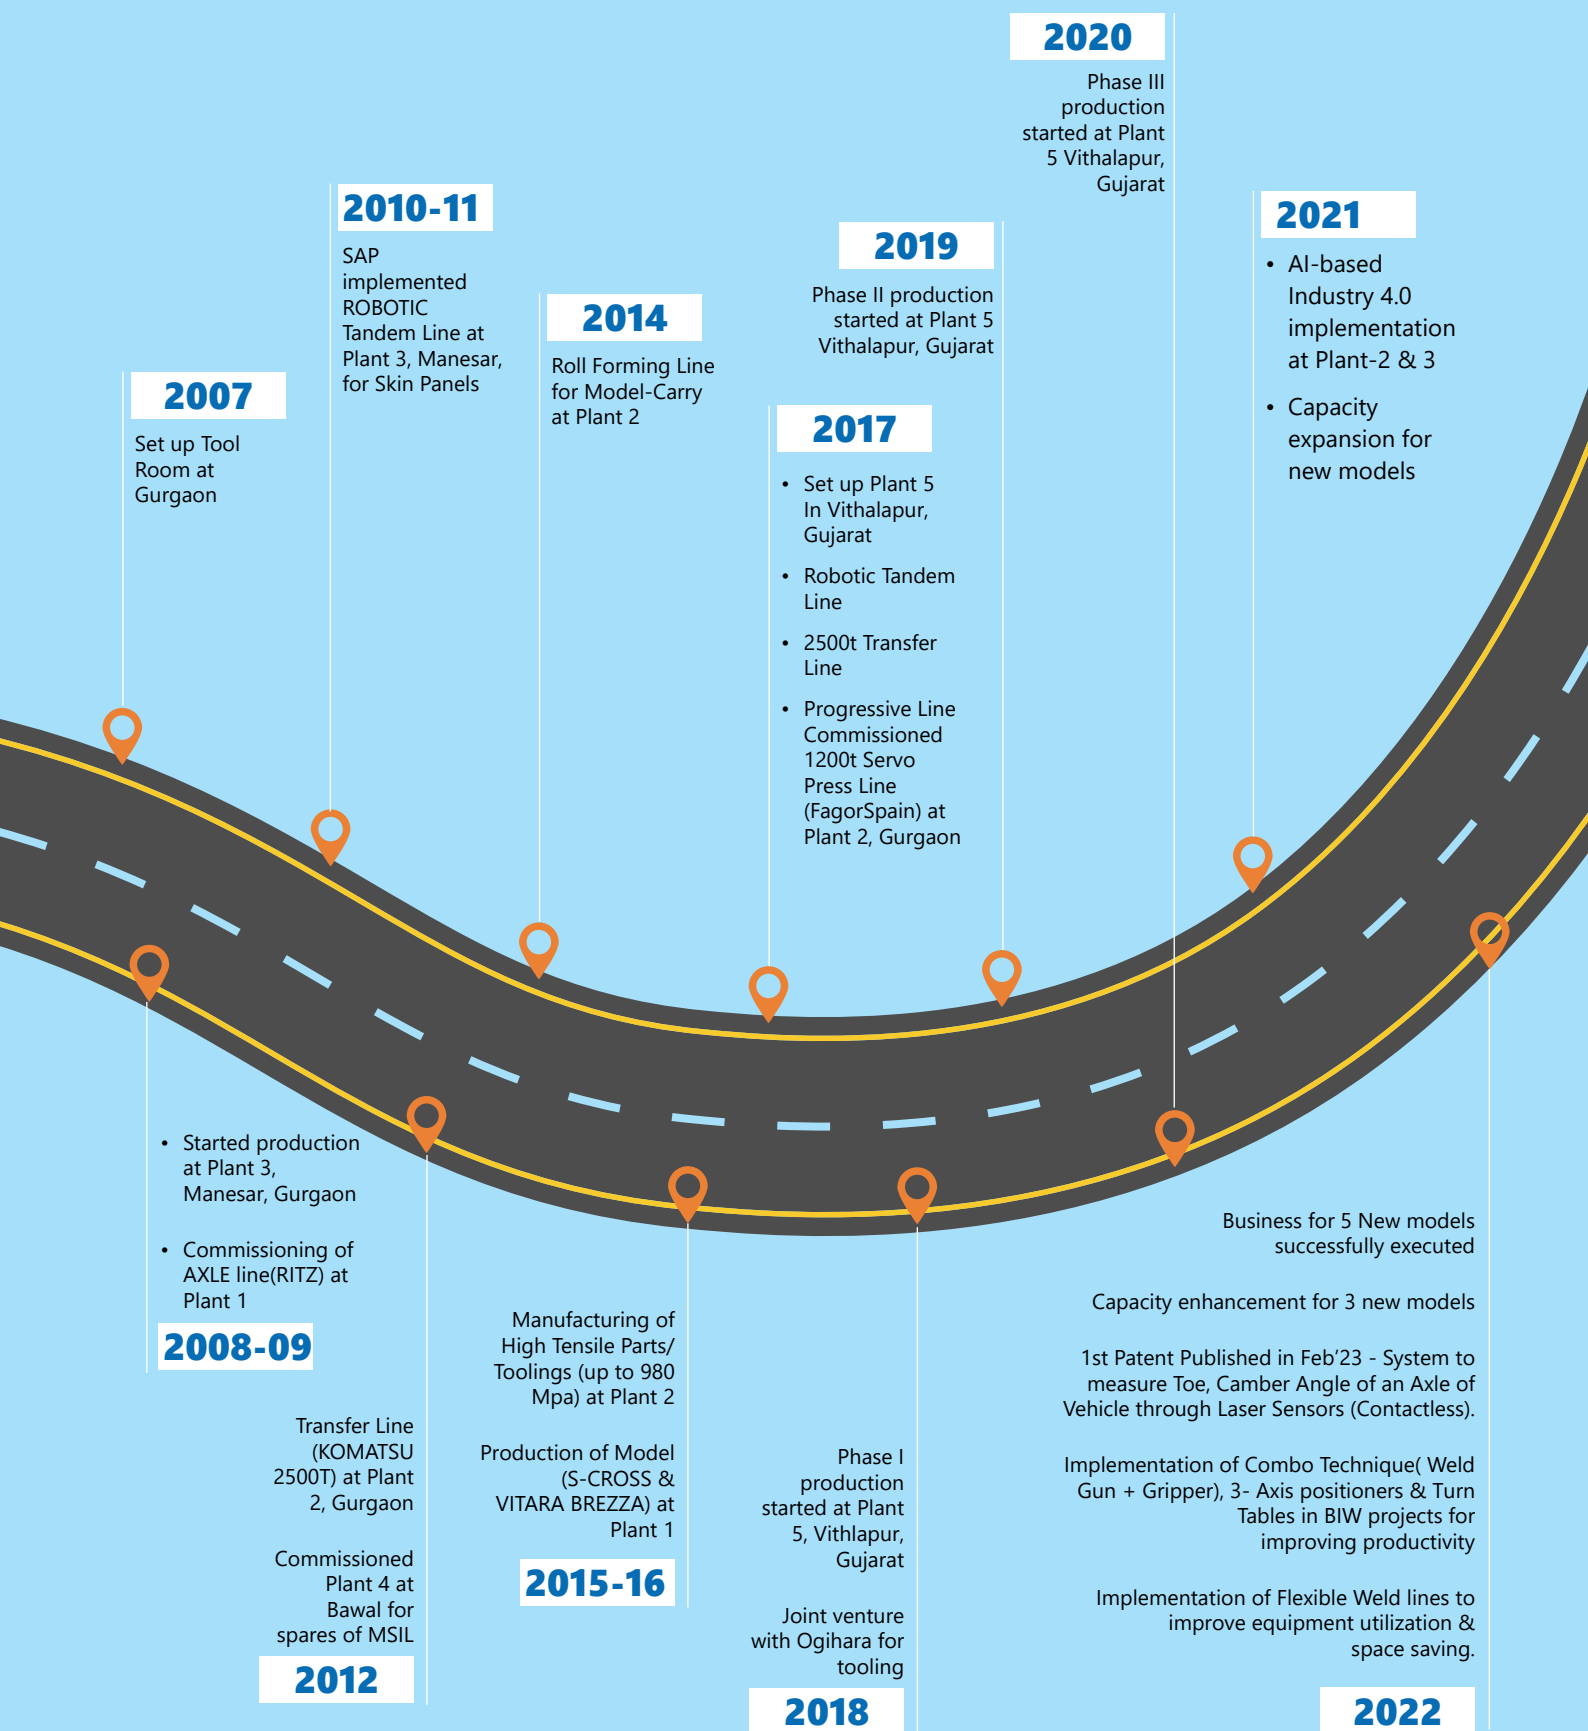 2007
Set up Tool
Room at
Gurgaon
• Started production
at Plant 3,
Manesar, Gurgaon
• Commissioning of
AXLE line(RITZ) at
Plant 1
2008-09
2010-11
SAP
implemented
ROBOTIC
Tandem Line at
Plant 3, Manesar,
for Skin Panels
Transfer Line
(KOMATSU
2500T) at Plant
2, Gurgaon
Commissioned
Plant 4 at
Bawal for
spares of MSIL
2012
2014
Roll Forming Line
for Model-Carry
at Plant 2
Manufacturing of
High Tensile Parts/
Toolings (up to 980
Mpa) at Plant 2
Production of Model
(S-CROSS &
VITARA BREZZA) at
Plant 1
2015-16
2017
• Set up Plant 5
In Vithalapur,
Gujarat
• Robotic Tandem
Line
• 2500t Transfer
Line
• Progressive Line
Commissioned
1200t Servo
Press Line
(FagorSpain) at
Plant 2, Gurgaon
Phase I
production
started at Plant
5, Vithlapur,
Gujarat
Joint venture
with Ogihara for
tooling
2018
2019
Phase II production
started at Plant 5
Vithalapur, Gujarat
2020
Phase III
production
started at Plant
5 Vithalapur,
Gujarat
2021
• AI-based
Industry 4.0
implementation
at Plant-2 & 3
• Capacity
expansion for
new models
Business for 5 New models
successfully executed
Capacity enhancement for 3 new models
1st Patent Published in Feb’23 - System to
measure Toe, Camber Angle of an Axle of
Vehicle through Laser Sensors (Contactless).
Implementation of Combo Technique( Weld
Gun + Gripper), 3- Axis positioners & Turn
Tables in BIW projects for
improving productivity
Implementation of Flexible Weld lines to
improve equipment utilization &
space saving.
2022